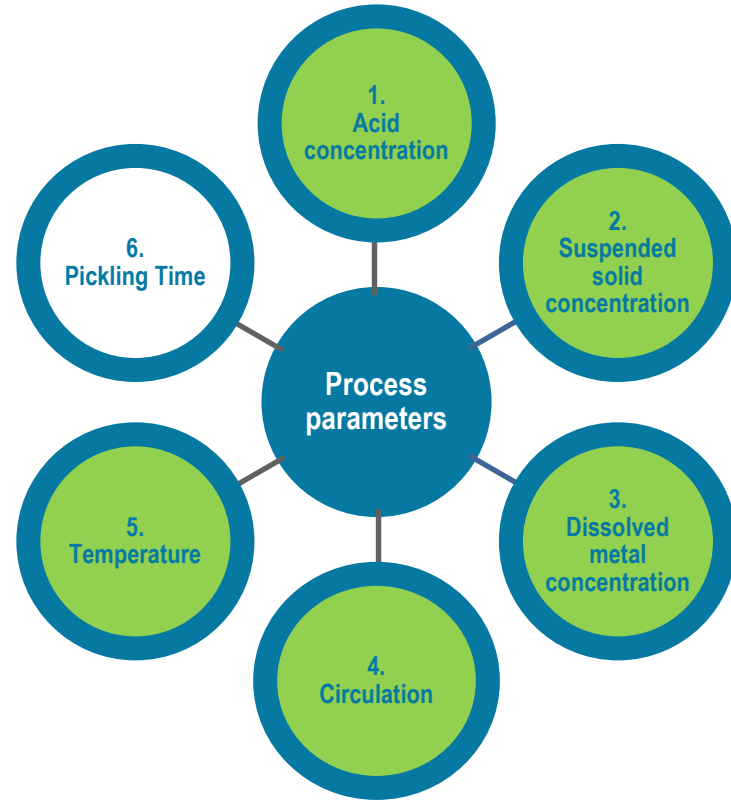 1.
Acid
concentration
2.
Suspended
solid
concentration
6.
Pickling Time
Process
parameters
3.
Dissolved
metal
concentration
5.
Temperature
4.
Circulation